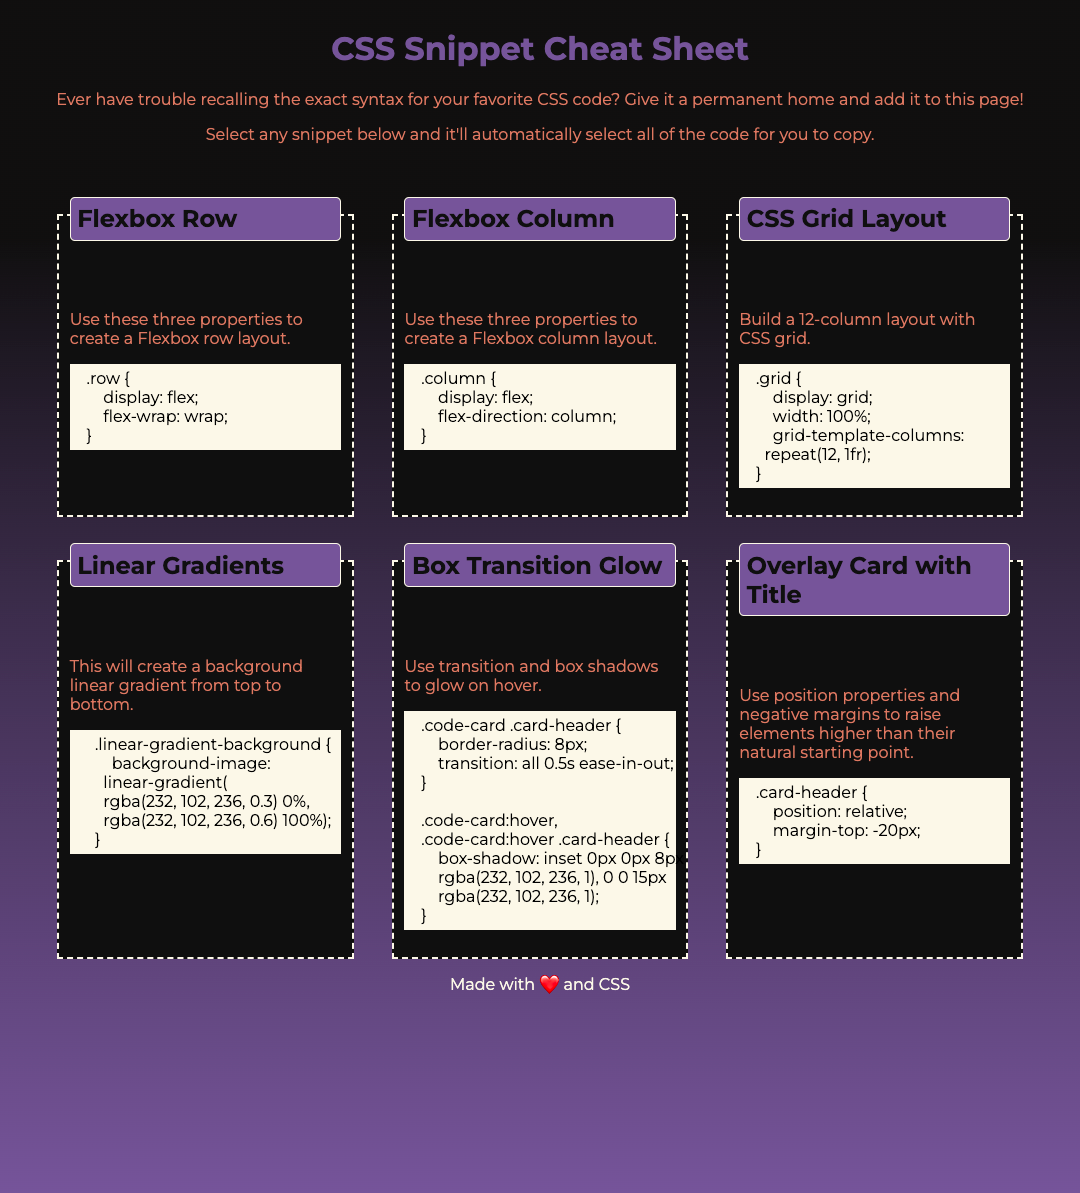 CSS Snippet Cheat Sheet
Ever have trouble recalling the exact syntax for your favorite CSS code? Give it a permanent home and add it to this page!
Select any snippet below and it'll automatically select all of the code for you to copy.
Flexbox Row
Use these three properties to
create a Flexbox row layout.
.row {
display: flex;
flex-wrap: wrap;
}
Flexbox Column
Use these three properties to
create a Flexbox column layout.
.column {
display: flex;
flex-direction: column;
}
CSS Grid Layout
Build a 12-column layout with
CSS grid.
.grid {
display: grid;
width: 100%;
grid-template-columns:
repeat(12, 1fr);
}
Linear Gradients
This will create a background
linear gradient from top to
bottom.
.linear-gradient-background {
background-image:
linear-gradient(
rgba(232, 102, 236, 0.3) 0%,
rgba(232, 102, 236, 0.6) 100%);
}
Box Transition Glow
Use transition and box shadows
to glow on hover.
.code-card .card-header {
border-radius: 8px;
transition: all 0.5s ease-in-out;
}
.code-card:hover,
.code-card:hover .card-header {
box-shadow: inset 0px 0px 8px
rgba(232, 102, 236, 1), 0 0 15px
rgba(232, 102, 236, 1);
}
Overlay Card with
Title
Use position properties and
negative margins to raise
elements higher than their
natural starting point.
.card-header {
position: relative;
margin-top: -20px;
}
Made with ❤️ and CSS